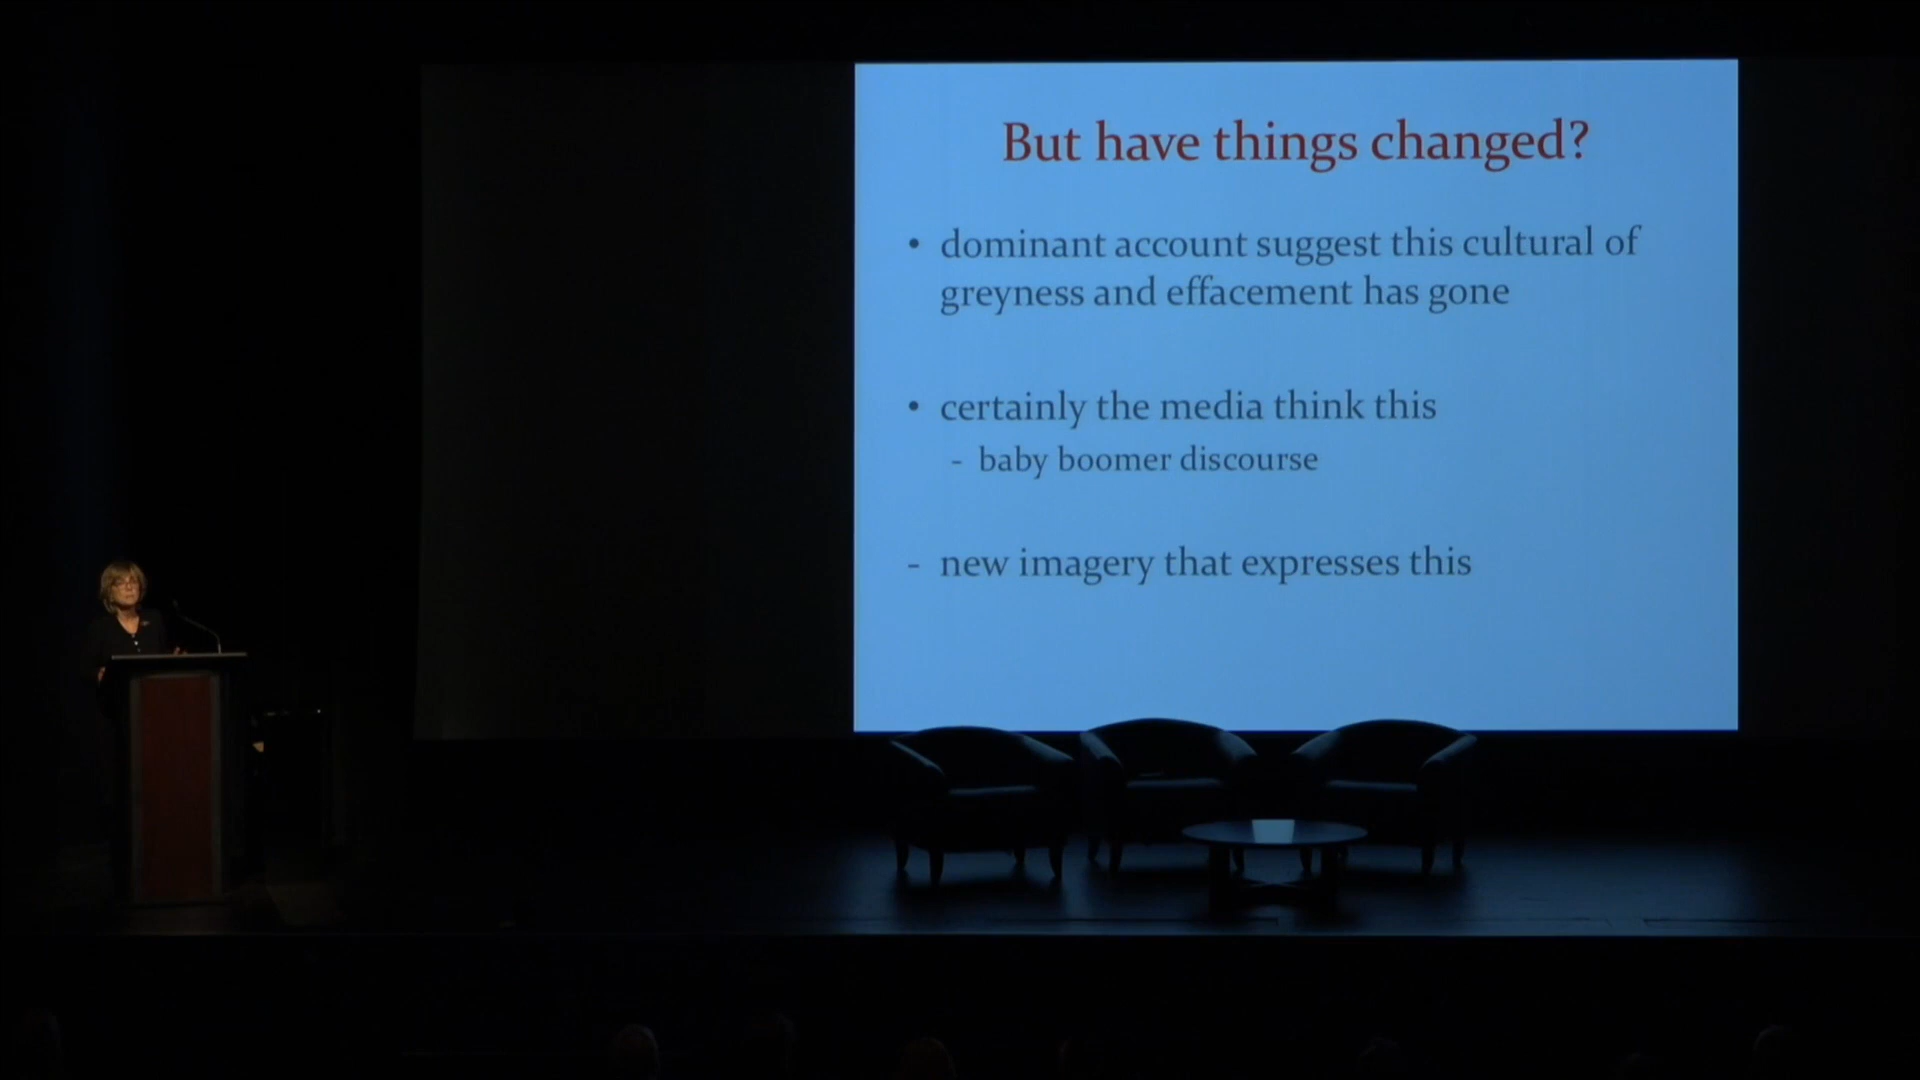 But have things changed?
• dominant account suggest this cultural of
greyness and effacement has gone
• certainly the media think this
- baby boomer discourse
- new imagery that expresses this